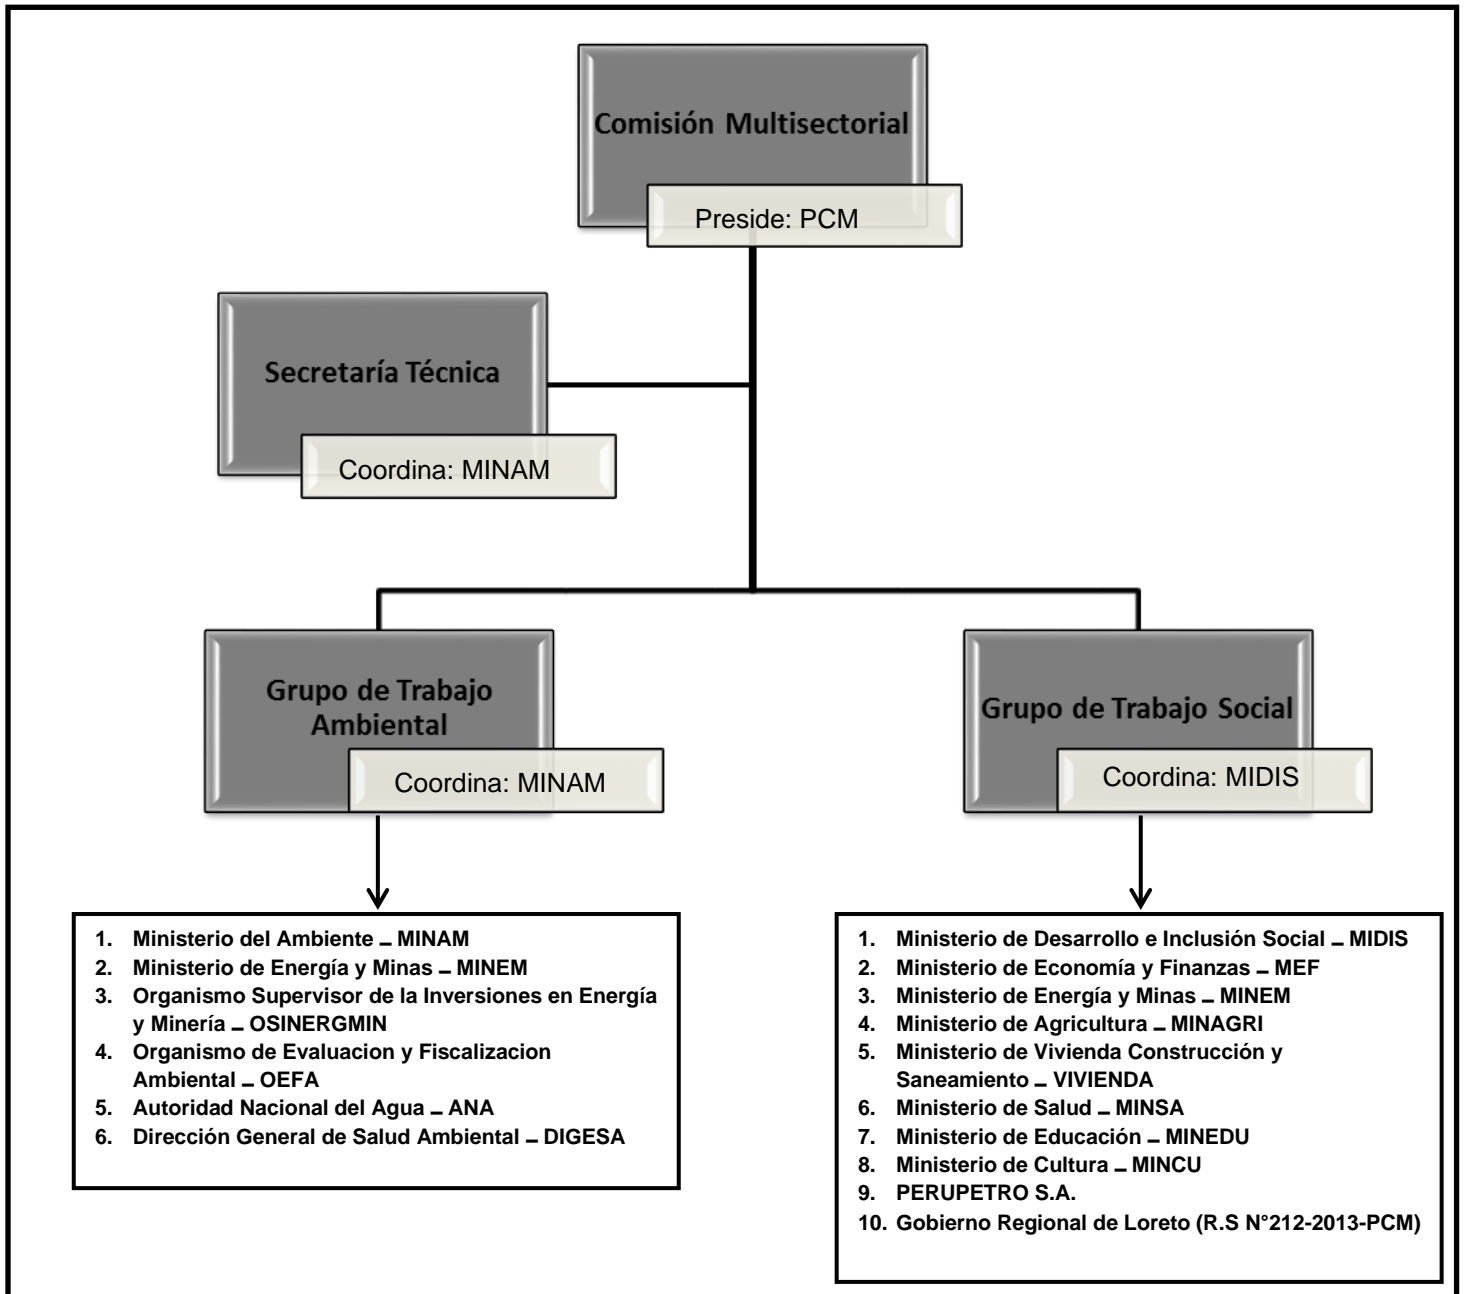 Comisión Multisectorial
Preside: PCM
Secretaría Técnica
Coordina: MINAM
Grupo de Trabajo
Ambiental
Coordina: MINAM
Grupo de Trabajo Social
Coordina: MIDIS
1. Ministerio del Ambiente – MINAM
2. Ministerio de Energía y Minas – MINEM
3. Organismo Supervisor de la Inversiones en Energía
y Minería – OSINERGMIN
4. Organismo de Evaluacion y Fiscalizacion
Ambiental – OEFA
5. Autoridad Nacional del Agua – ANA
6. Dirección General de Salud Ambiental – DIGESA
1. Ministerio de Desarrollo e Inclusión Social – MIDIS
2. Ministerio de Economía y Finanzas – MEF
3. Ministerio de Energía y Minas – MINEM
4. Ministerio de Agricultura – MINAGRI
5. Ministerio de Vivienda Construcción y
Saneamiento – VIVIENDA
6. Ministerio de Salud – MINSA
7. Ministerio de Educación – MINEDU
8. Ministerio de Cultura – MINCU
9. PERUPETRO S.A.
10. Gobierno Regional de Loreto (R.S N°212-2013-PCM)